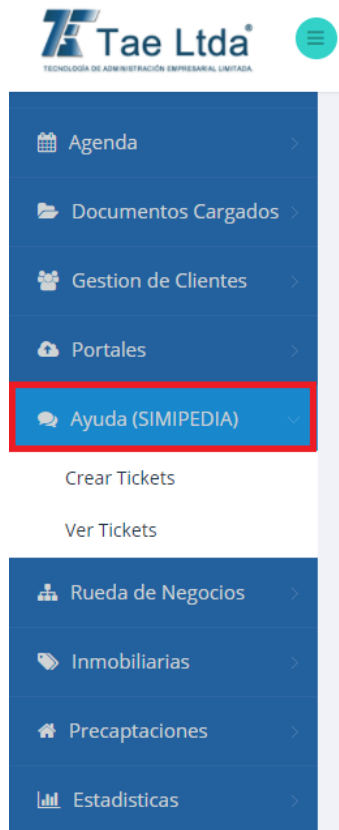 Tae Ltda®
TECNOLOGÍA DE ADMINISTRACIÓN EMPRESARIAL LIMITADA.
Agenda
Documentos Cargados
Gestion de Clientes
Portales
Ayuda (SIMIPEDIA)
Crear Tickets
Ver Tickets
Rueda de Negocios
Inmobiliarias
Precaptaciones
Estadisticas